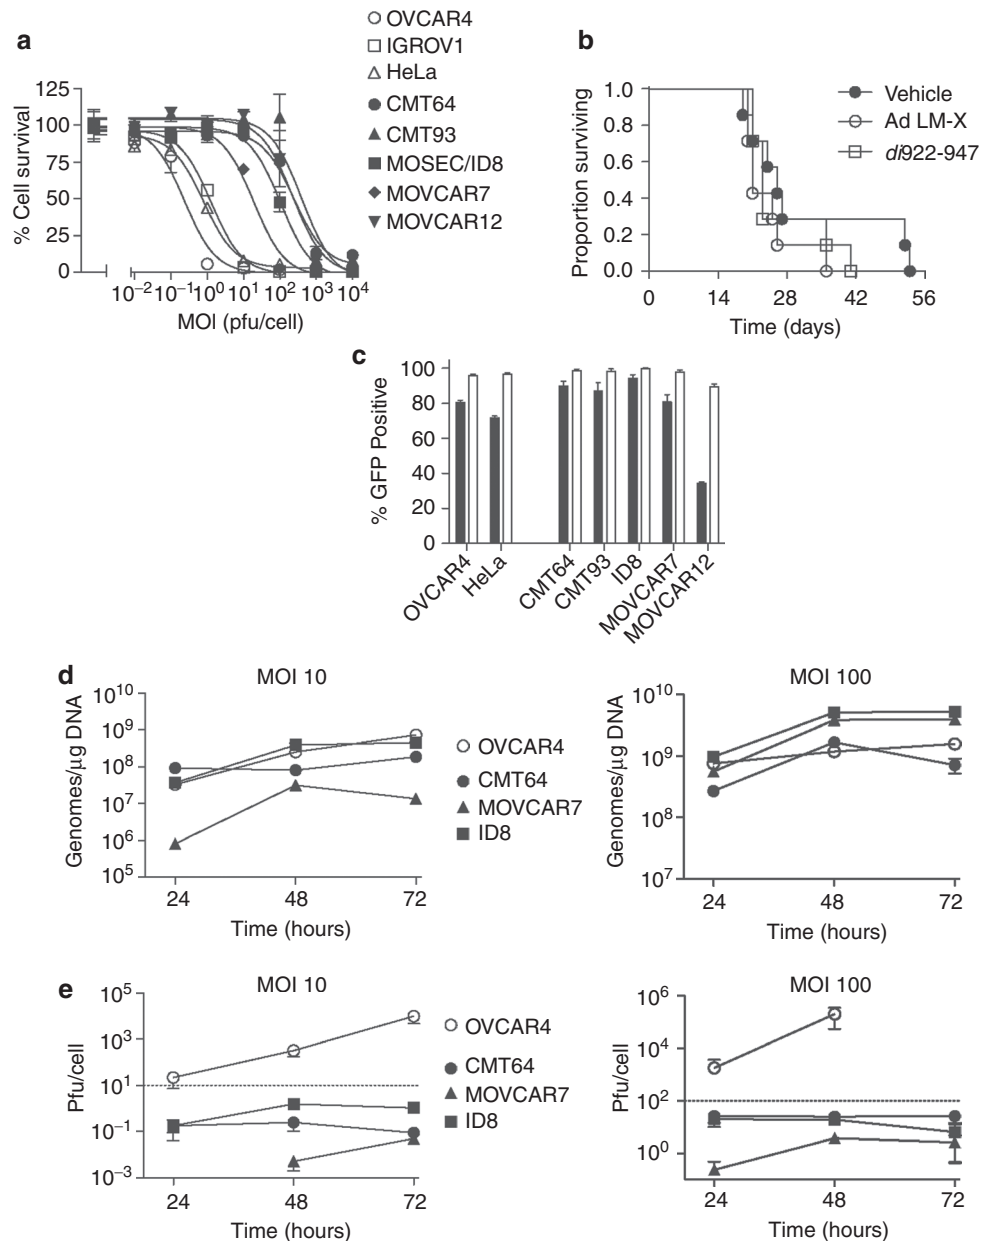 a
OVCAR4
IGROV1
HeLa
CMT64
CMT93
MOSEC/ID8
MOVCAR7
MOVCAR12
% Cell survival
125
100
75
50
25
0
10⁻² 10⁻¹ 10⁰ 10¹ 10² 10³ 10⁴
MOI (pfu/cell)
b
Vehicle
Ad LM-X
dl922-947
Proportion surviving
1.0
0.8
0.6
0.4
0.2
0.0
0 14 28 42 56
Time (days)
c
% GFP Positive
100
80
60
40
20
0
OVCAR4
HeLa
CMT64
CMT93
ID8
MOVCAR7
MOVCAR12
d
MOI 10
Genomes/µg DNA
10¹⁰
10⁹
10⁸
10⁷
10⁶
10⁵
24 48 72
Time (hours)
OVCAR4
CMT64
MOVCAR7
ID8
MOI 100
Genomes/µg DNA
10¹⁰
10⁹
10⁸
10⁷
24 48 72
Time (hours)
e
MOI 10
Pfu/cell
10⁵
10³
10¹
10⁻¹
10⁻³
24 48 72
Time (hours)
OVCAR4
CMT64
MOVCAR7
ID8
MOI 100
Pfu/cell
10⁶
10⁴
10²
10⁰
24 48 72
Time (hours)